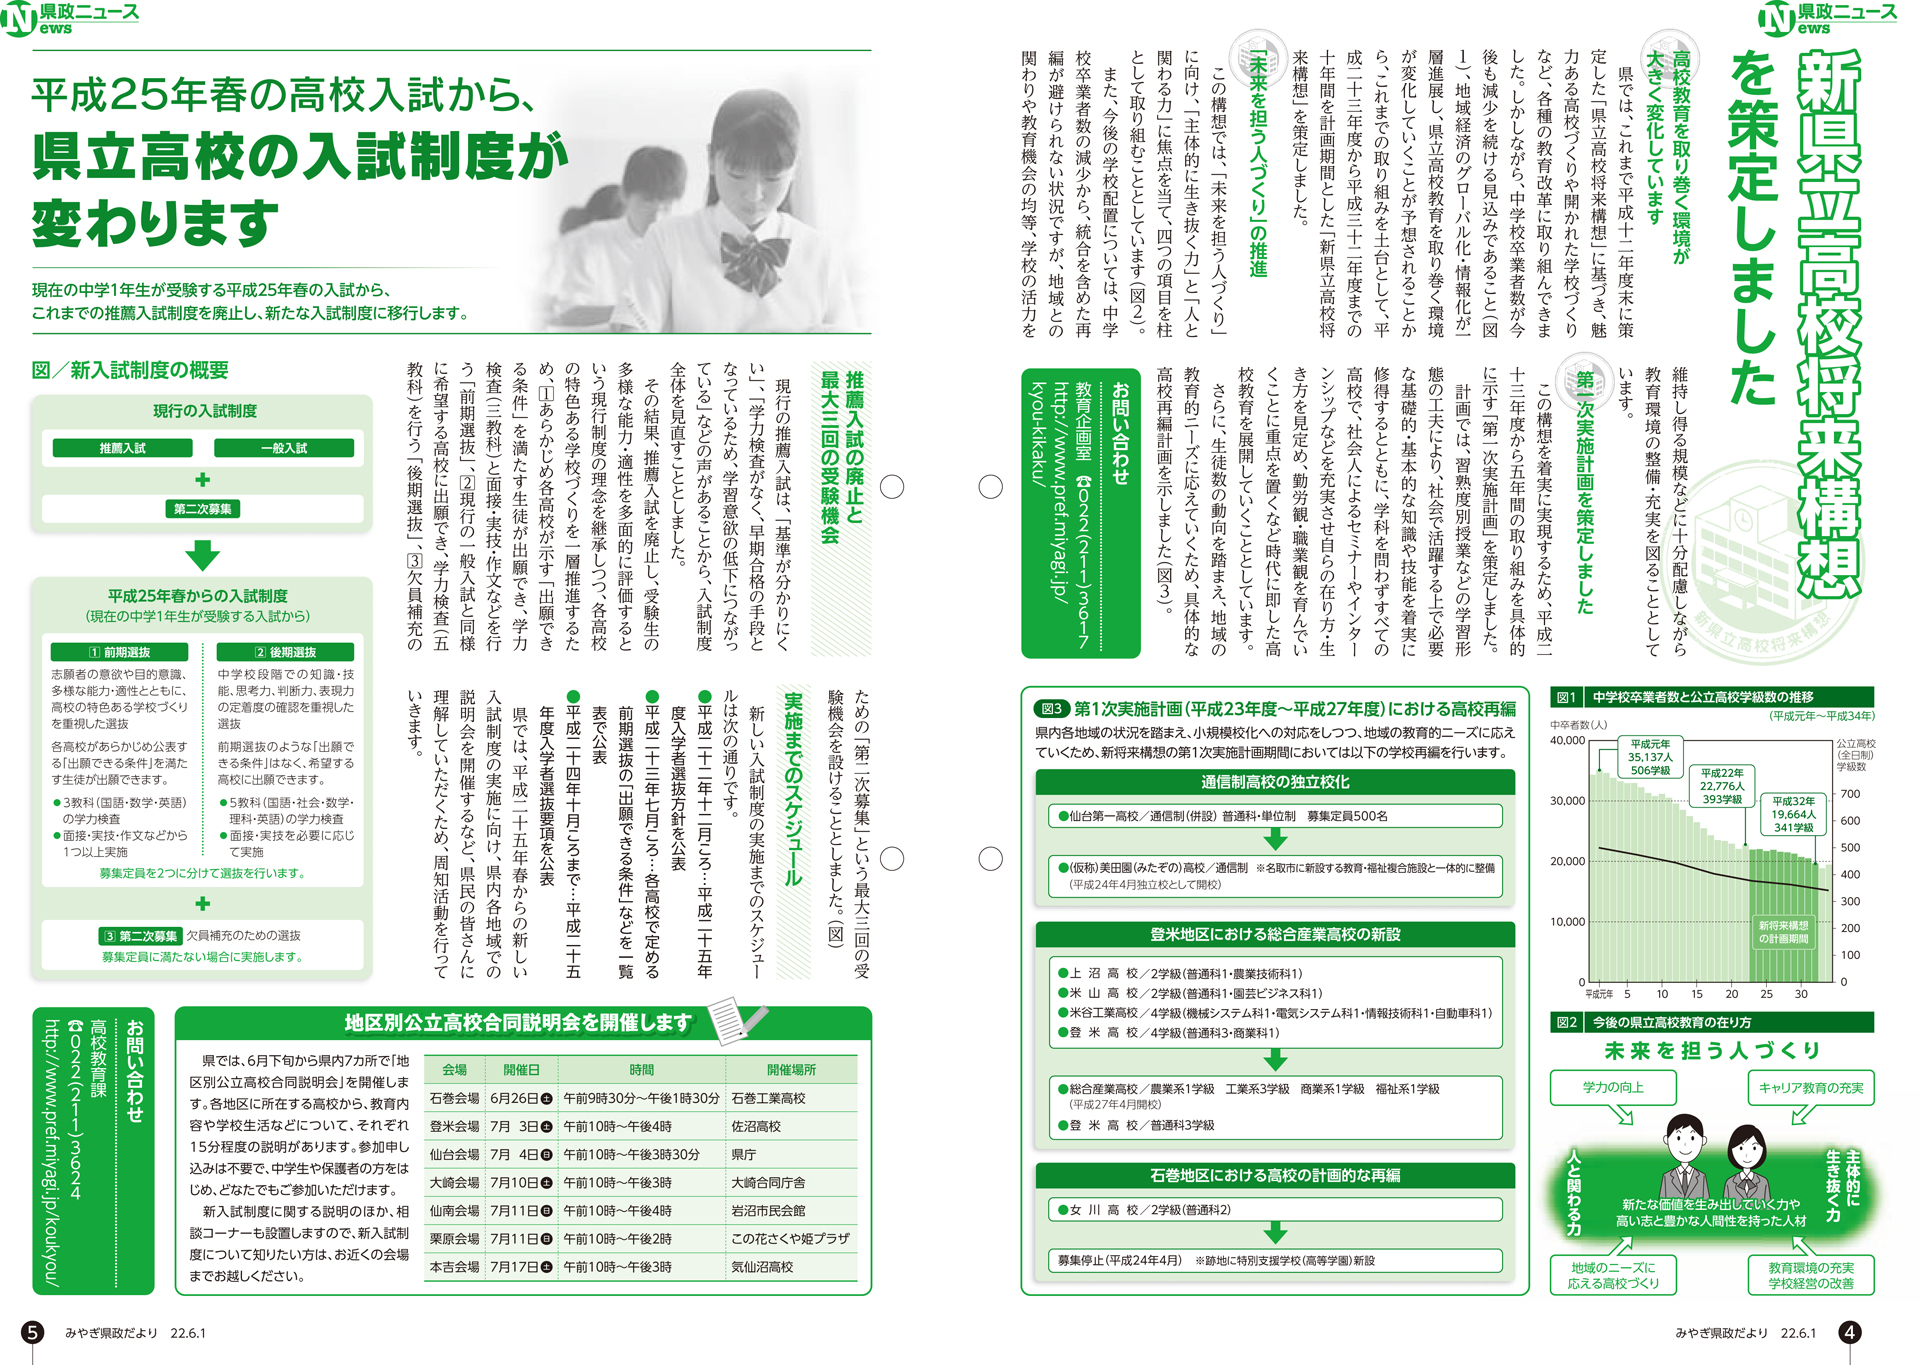 県政ニュース
News
新県立高校将来構想
を策定しました
高校教育を取り巻く環境が
大きく変化しています
　県では、これまで平成十二年度末に策
定した「県立高校将来構想」に基づき、魅
力ある高校づくりや開かれた学校づくり
など、各種の教育改革に取り組んできま
した。しかしながら、中学校卒業者数が今
後も減少を続ける見込みであること(図
1)、地域経済のグローバル化・情報化が一
層進展し、県立高校教育を取り巻く環境
が変化していくことが予想されることか
ら、これまでの取り組みを土台として、平
成二十三年度から平成三十二年度までの
十年間を計画期間とした「新県立高校将
来構想」を策定しました。
「未来を担う人づくり」の推進
　この構想では、「未来を担う人づくり」
に向け、「主体的に生き抜く力」と「人と
関わる力」に焦点を当て、四つの項目を柱
として取り組むこととしています(図2)。
　また、今後の学校配置については、中学
校卒業者数の減少から、統合を含めた再
編が避けられない状況ですが、地域との
関わりや教育機会の均等、学校の活力を
維持し得る規模などに十分配慮しながら
教育環境の整備・充実を図ることとして
います。
第一次実施計画を策定しました
　この構想を着実に実現するため、平成二
十三年度から五年間の取り組みを具体的
に示す「第一次実施計画」を策定しました。
　計画では、習熟度別授業などの学習形
態の工夫により、社会で活躍する上で必要
な基礎的・基本的な知識や技能を着実に
修得するとともに、学科を問わずすべての
高校で、社会人によるセミナーやインター
ンシップなどを充実させ自らの在り方・生
き方を見定め、勤労観・職業観を育んでい
くことに重点を置くなど時代に即した高
校教育を展開していくこととしています。
　さらに、生徒数の動向を踏まえ、地域の
教育的ニーズに応えていくため、具体的な
高校再編計画を示しました(図3)。
お問い合わせ
教育企画室　☎022(211)3617
http://www.pref.miyagi.jp/
kyou-kikaku/
新県立高校将来構想
図1　中学校卒業者数と公立高校学級数の推移
(平成元年〜平成34年)
中卒者数(人)
公立高校
(全日制)
学級数
40,000
30,000
20,000
10,000
0
700
600
500
400
300
200
100
0
平成元年
35,137人
506学級
平成22年
22,776人
393学級
平成32年
19,664人
341学級
新将来構想
の計画期間
平成元年　5　10　15　20　25　30
図2　今後の県立高校教育の在り方
未来を担う人づくり
学力の向上
キャリア教育の充実
人と関わる力
主体的に
生き抜く力
新たな価値を生み出していく力や
高い志と豊かな人間性を持った人材
地域のニーズに
応える高校づくり
教育環境の充実
学校経営の改善
図3　第1次実施計画(平成23年度〜平成27年度)における高校再編
県内各地域の状況を踏まえ、小規模校化への対応をしつつ、地域の教育的ニーズに応え
ていくため、新将来構想の第1次実施計画期間においては以下の学校再編を行います。
通信制高校の独立校化
●仙台第一高校／通信制(併設) 普通科・単位制　募集定員500名
●(仮称)美田園(みたぞの)高校／通信制　※名取市に新設する教育・福祉複合施設と一体的に整備
(平成24年4月独立校として開校)
登米地区における総合産業高校の新設
●上沼高校／2学級(普通科1・農業技術科1)
●米山高校／2学級(普通科1・園芸ビジネス科1)
●米谷工業高校／4学級(機械システム科1・電気システム科1・情報技術科1・自動車科1)
●登米高校／4学級(普通科3・商業科1)
●総合産業高校／農業系1学級　工業系3学級　商業系1学級　福祉系1学級
(平成27年4月開校)
●登米高校／普通科3学級
石巻地区における高校の計画的な再編
●女川高校／2学級(普通科2)
募集停止(平成24年4月)　※跡地に特別支援学校(高等学園)新設
みやぎ県政だより　22.6.1　4
県政ニュース
News
平成25年春の高校入試から、
県立高校の入試制度が
変わります
現在の中学1年生が受験する平成25年春の入試から、
これまでの推薦入試制度を廃止し、新たな入試制度に移行します。
推薦入試の廃止と
最大三回の受験機会
　現行の推薦入試は、「基準が分かりにく
い」、「学力検査がなく、早期合格の手段と
なっているため、学習意欲の低下につながっ
ている」などの声があることから、入試制度
全体を見直すこととしました。
　その結果、推薦入試を廃止し、受験生の
多様な能力・適性を多面的に評価すると
いう現行制度の理念を継承しつつ、各高校
の特色ある学校づくりを一層推進するた
め、1あらかじめ各高校が示す「出願でき
る条件」を満たす生徒が出願でき、学力
検査(三教科)と面接・実技・作文などを行
う「前期選抜」、2現行の一般入試と同様
に希望する高校に出願でき、学力検査(五
教科)を行う「後期選抜」、3欠員補充の
ための「第二次募集」という最大三回の受
験機会を設けることとしました。(図)
実施までのスケジュール
　新しい入試制度の実施までのスケジュー
ルは次の通りです。
●平成二十二年十二月ころ…平成二十五年
度入学者選抜方針を公表
●平成二十三年七月ころ…各高校で定める
前期選抜の「出願できる条件」などを一覧
表で公表
●平成二十四年十月ころまで…平成二十五
年度入学者選抜要項を公表
　県では、平成二十五年春からの新しい
入試制度の実施に向け、県内各地域での
説明会を開催するなど、県民の皆さんに
理解していただくため、周知活動を行って
いきます。
図／新入試制度の概要
現行の入試制度
推薦入試
一般入試
+
第二次募集
平成25年春からの入試制度
(現在の中学1年生が受験する入試から)
1 前期選抜
志願者の意欲や目的意識、
多様な能力・適性とともに、
高校の特色ある学校づくり
を重視した選抜
各高校があらかじめ公表す
る「出願できる条件」を満た
す生徒が出願できます。
●3教科(国語・数学・英語)
の学力検査
●面接・実技・作文などから
1つ以上実施
2 後期選抜
中学校段階での知識・技
能、思考力、判断力、表現力
の定着度の確認を重視した
選抜
前期選抜のような「出願で
きる条件」はなく、希望する
高校に出願できます。
●5教科(国語・社会・数学・
理科・英語)の学力検査
●面接・実技を必要に応じ
て実施
募集定員を2つに分けて選抜を行います。
+
3 第二次募集　欠員補充のための選抜
募集定員に満たない場合に実施します。
お問い合わせ
高校教育課
☎022(211)3624
http://www.pref.miyagi.jp/koukyou/
地区別公立高校合同説明会を開催します
　県では、6月下旬から県内7カ所で「地
区別公立高校合同説明会」を開催しま
す。各地区に所在する高校から、教育内
容や学校生活などについて、それぞれ
15分程度の説明があります。参加申し
込みは不要で、中学生や保護者の方をは
じめ、どなたでもご参加いただけます。
　新入試制度に関する説明のほか、相
談コーナーも設置しますので、新入試制
度について知りたい方は、お近くの会場
までお越しください。
会場　開催日　時間　開催場所
石巻会場　6月26日土　午前9時30分〜午後1時30分　石巻工業高校
登米会場　7月　3日土　午前10時〜午後4時　佐沼高校
仙台会場　7月　4日日　午前10時〜午後3時30分　県庁
大崎会場　7月10日土　午前10時〜午後3時　大崎合同庁舎
仙南会場　7月11日日　午前10時〜午後4時　岩沼市民会館
栗原会場　7月11日日　午前10時〜午後2時　この花さくや姫プラザ
本吉会場　7月17日土　午前10時〜午後3時　気仙沼高校
5　みやぎ県政だより　22.6.1